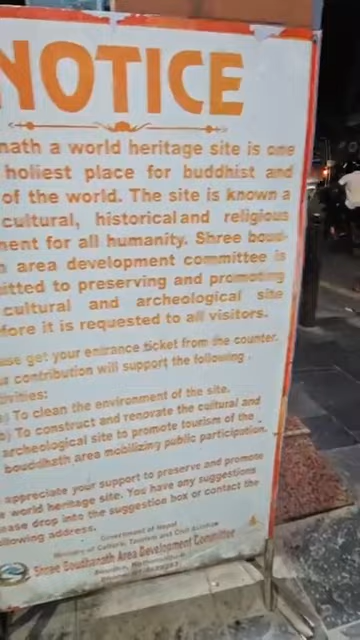 NOTICE
nath a world heritage site is one
holiest place for buddhist and
of the world. The site is known a
cultural, historical and religious
ment for all humanity. Shree boud
area development committee is
itted to preserving and promoting
cultural and archeological site
fore it is requested to all visitors.
ase get your entrance ticket from the counter.
r contribution will support the following
ivities:
a) To clean the environment of the site.
b) To construct and renovate the cultural and
archeological site to promote tourism of the
bouddhath area mobilizing public participation.
appreciate your support to preserve and promote
world heritage site. You have any suggestions
ease drop into the suggestion box or contact the
llowing address.
Government of Nepal
Ministry of Culture, Tourism and Civil Aviation
Shree Boudhanath Area Development Committee